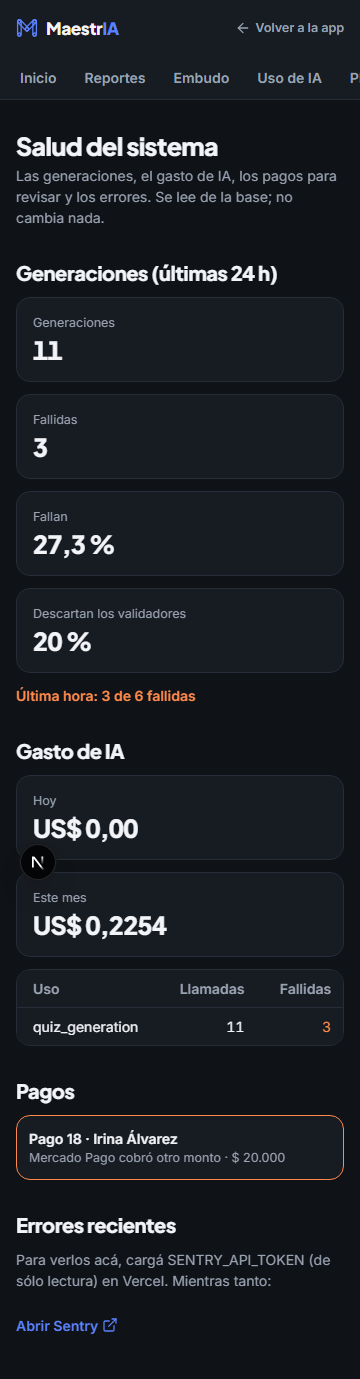 MaestrIA
← Volver a la app
Inicio Reportes Embudo Uso de IA
Salud del sistema
Las generaciones, el gasto de IA, los pagos para
revisar y los errores. Se lee de la base; no
cambia nada.
Generaciones (últimas 24 h)
Generaciones
11
Fallidas
3
Fallan
27,3 %
Descartan los validadores
20 %
Última hora: 3 de 6 fallidas
Gasto de IA
Hoy
US$ 0,00
N
Este mes
US$ 0,2254
Uso Llamadas Fallidas
quiz_generation 11 3
Pagos
Pago 18 · Irina Álvarez
Mercado Pago cobró otro monto · $ 20.000
Errores recientes
Para verlos acá, cargá SENTRY_API_TOKEN (de
sólo lectura) en Vercel. Mientras tanto:
Abrir Sentry